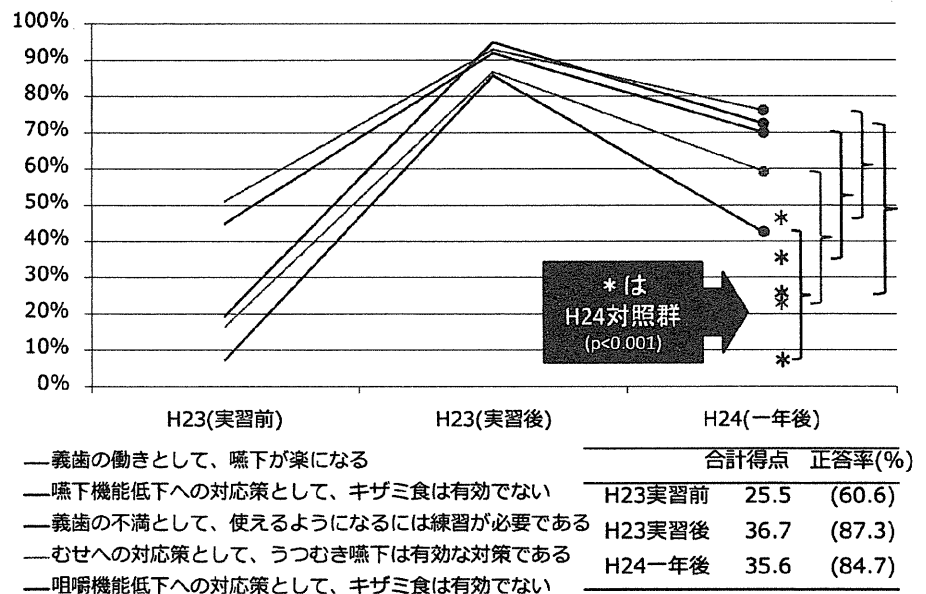 100%
90%
80%
70%
60%
50%
40%
30%
20%
10%
0%
*は
H24対照群
(p<0.001)
H23(実習前) H23(実習後) H24(一年後)
義歯の働きとして、嚥下が楽になる
嚥下機能低下への対応策として、キザミ食は有効でない
義歯の不満として、使えるようになるには練習が必要である
むせへの対応策として、うつむき嚥下は有効な対策である
咀嚼機能低下への対応策として、キザミ食は有効でない
合計得点 正答率(%)
H23実習前 25.5 (60.6)
H23実習後 36.7 (87.3)
H24一年後 35.6 (84.7)